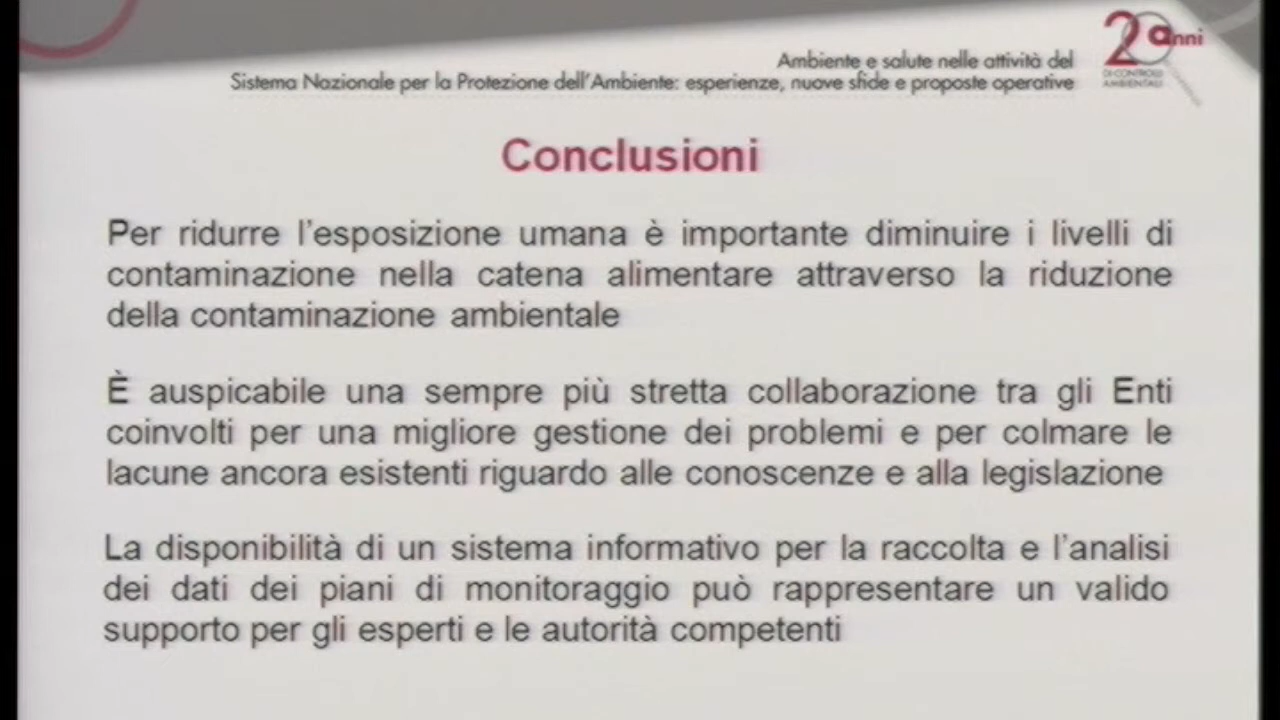 Ambiente e salute nelle attività del
Sistema Nazionale per la Protezione dell'Ambiente: esperienze, nuove sfide e proposte operative
20 anni
DI CONTROLLI
AMBIENTALI
Conclusioni
Per ridurre l'esposizione umana è importante diminuire i livelli di
contaminazione nella catena alimentare attraverso la riduzione
della contaminazione ambientale
È auspicabile una sempre più stretta collaborazione tra gli Enti
coinvolti per una migliore gestione dei problemi e per colmare le
lacune ancora esistenti riguardo alle conoscenze e alla legislazione
La disponibilità di un sistema informativo per la raccolta e l'analisi
dei dati dei piani di monitoraggio può rappresentare un valido
supporto per gli esperti e le autorità competenti